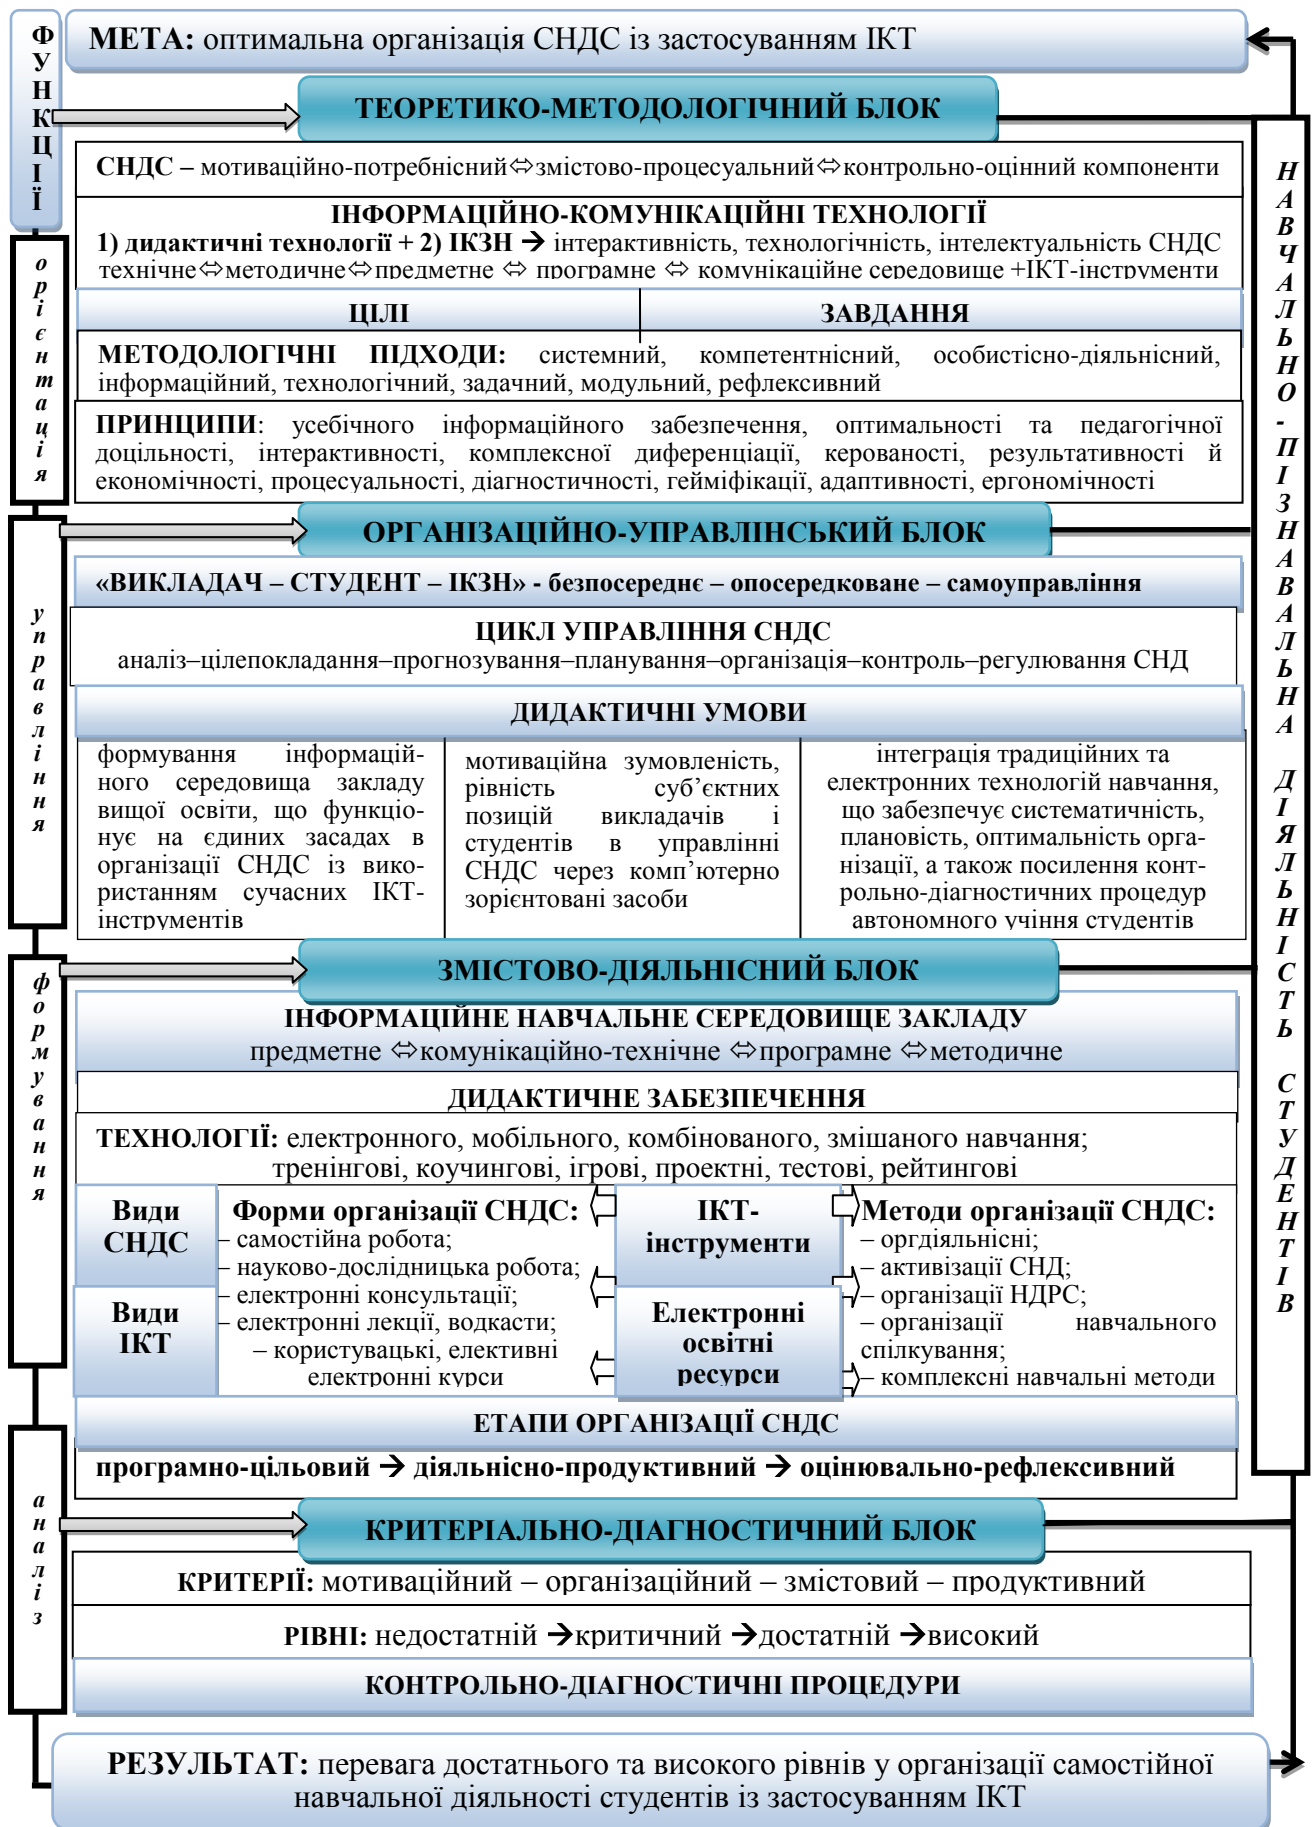 ФУНКЦІЇ
МЕТА: оптимальна організація СНДС із застосуванням ІКТ
ТЕОРЕТИКО-МЕТОДОЛОГІЧНИЙ БЛОК
орієнтація
СНДС – мотиваційно-потребнісний⬄змістово-процесуальний⬄контрольно-оцінний компоненти
ІНФОРМАЦІЙНО-КОМУНІКАЦІЙНІ ТЕХНОЛОГІЇ
1) дидактичні технології + 2) ІКЗН → інтерактивність, технологічність, інтелектуальність СНДС
технічне⬄методичне⬄предметне ⬄ програмне ⬄ комунікаційне середовище +ІКТ-інструменти
ЦІЛІ
ЗАВДАННЯ
МЕТОДОЛОГІЧНІ ПІДХОДИ: системний, компетентнісний, особистісно-діяльнісний,
інформаційний, технологічний, задачний, модульний, рефлексивний
ПРИНЦИПИ: усебічного інформаційного забезпечення, оптимальності та педагогічної
доцільності, інтерактивності, комплексної диференціації, керованості, результативності й
економічності, процесуальності, діагностичності, гейміфікації, адаптивності, ергономічності
ОРГАНІЗАЦІЙНО-УПРАВЛІНСЬКИЙ БЛОК
управління
«ВИКЛАДАЧ – СТУДЕНТ – ІКЗН» - безпосереднє – опосередковане – самоуправління
ЦИКЛ УПРАВЛІННЯ СНДС
аналіз–цілепокладання–прогнозування–планування–організація–контроль–регулювання СНД
ДИДАКТИЧНІ УМОВИ
формування інформацій-
ного середовища закладу
вищої освіти, що функціо-
нує на єдиних засадах в
організації СНДС із вико-
ристанням сучасних ІКТ-
інструментів
мотиваційна зумовленість,
рівність суб’єктних
позицій викладачів і
студентів в управлінні
СНДС через комп’ютерно
зорієнтовані засоби
інтеграція традиційних та
електронних технологій навчання,
що забезпечує систематичність,
плановість, оптимальність орга-
нізації, а також посилення конт-
рольно-діагностичних процедур
автономного учіння студентів
ЗМІСТОВО-ДІЯЛЬНІСНИЙ БЛОК
формування
ІНФОРМАЦІЙНЕ НАВЧАЛЬНЕ СЕРЕДОВИЩЕ ЗАКЛАДУ
предметне ⬄комунікаційно-технічне ⬄програмне ⬄методичне
ДИДАКТИЧНЕ ЗАБЕЗПЕЧЕННЯ
ТЕХНОЛОГІЇ: електронного, мобільного, комбінованого, змішаного навчання;
тренінгові, коучингові, ігрові, проектні, тестові, рейтингові
Види
СНДС
Види
ІКТ
Форми організації СНДС:
– самостійна робота;
– науково-дослідницька робота;
– електронні консультації;
– електронні лекції, водкасти;
– користувацькі, елективні
електронні курси
ІКТ-
інструменти
Електронні
освітні
ресурси
Методи організації СНДС:
– оргдіяльнісні;
– активізації СНД;
– організації НДРС;
– організації навчального
спілкування;
– комплексні навчальні методи
ЕТАПИ ОРГАНІЗАЦІЇ СНДС
програмно-цільовий → діяльнісно-продуктивний → оцінювально-рефлексивний
КРИТЕРІАЛЬНО-ДІАГНОСТИЧНИЙ БЛОК
аналіз
КРИТЕРІЇ: мотиваційний – організаційний – змістовий – продуктивний
РІВНІ: недостатній →критичний →достатній →високий
КОНТРОЛЬНО-ДІАГНОСТИЧНІ ПРОЦЕДУРИ
РЕЗУЛЬТАТ: перевага достатнього та високого рівнів у організації самостійної
навчальної діяльності студентів із застосуванням ІКТ
НАВЧАЛЬНО-ПІЗНАВАЛЬНА ДІЯЛЬНІСТЬ СТУДЕНТІВ